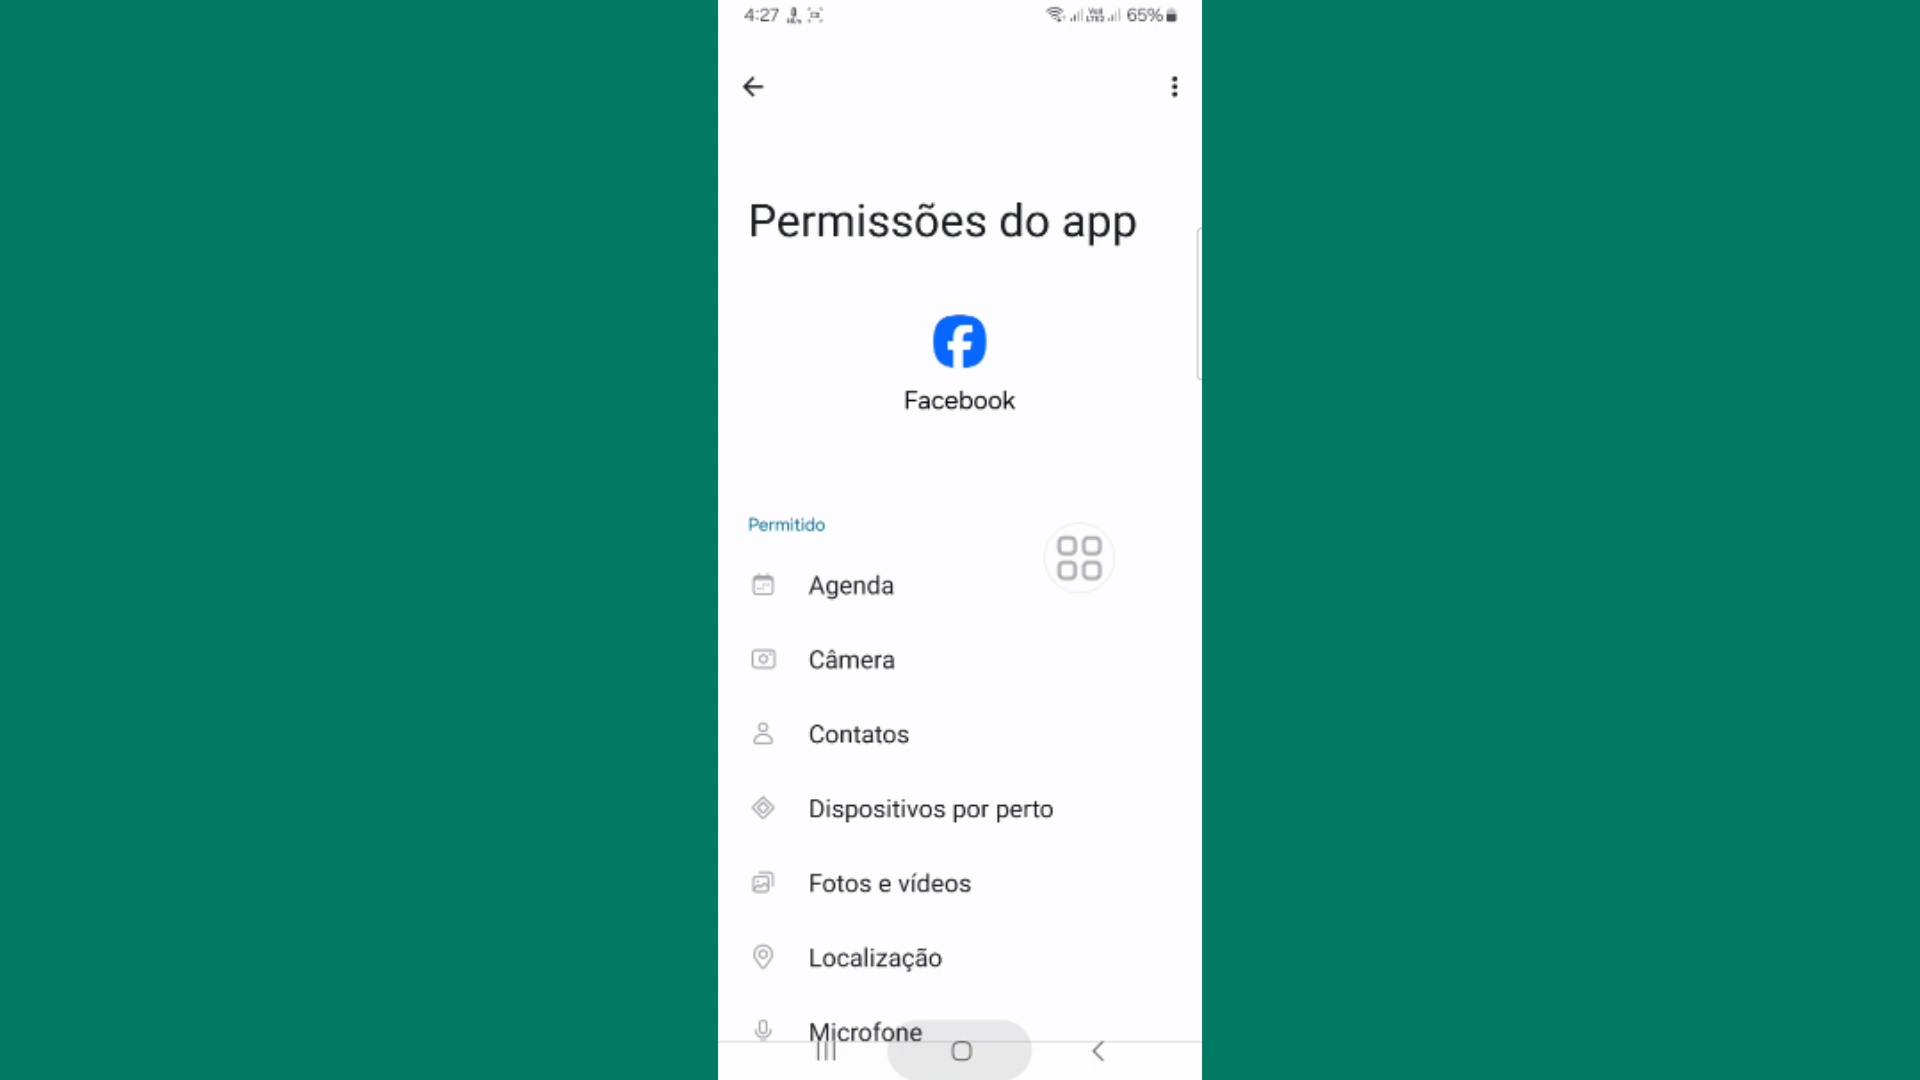 4:27 65%
Permissões do app
Facebook
Permitido
Agenda
Câmera
Contatos
Dispositivos por perto
Fotos e vídeos
Localização
Microfone